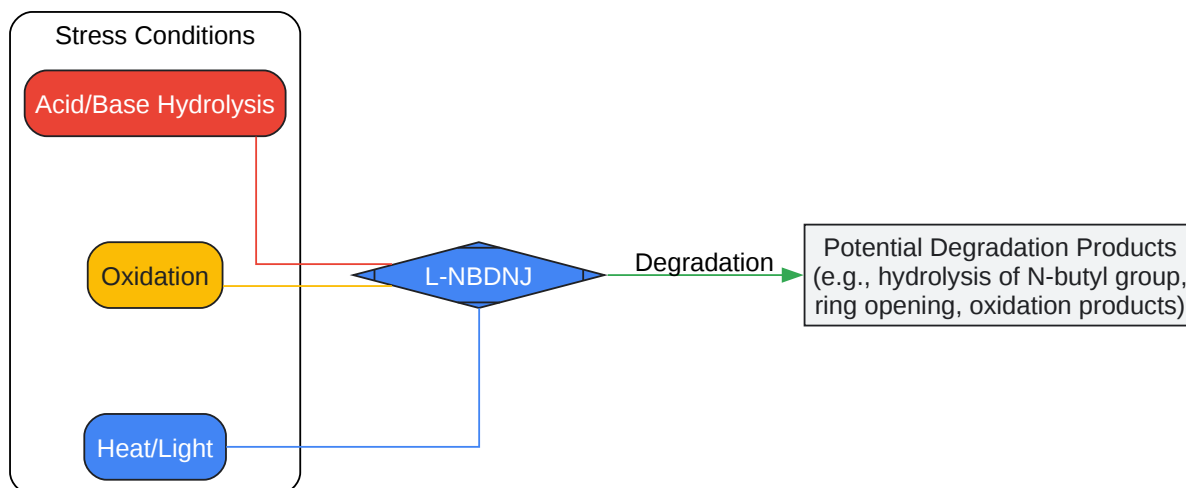 Stress Conditions
Acid/Base Hydrolysis
Oxidation
Heat/Light
L-NBDNJ
Degradation
Potential Degradation Products
(e.g., hydrolysis of N-butyl group,
ring opening, oxidation products)